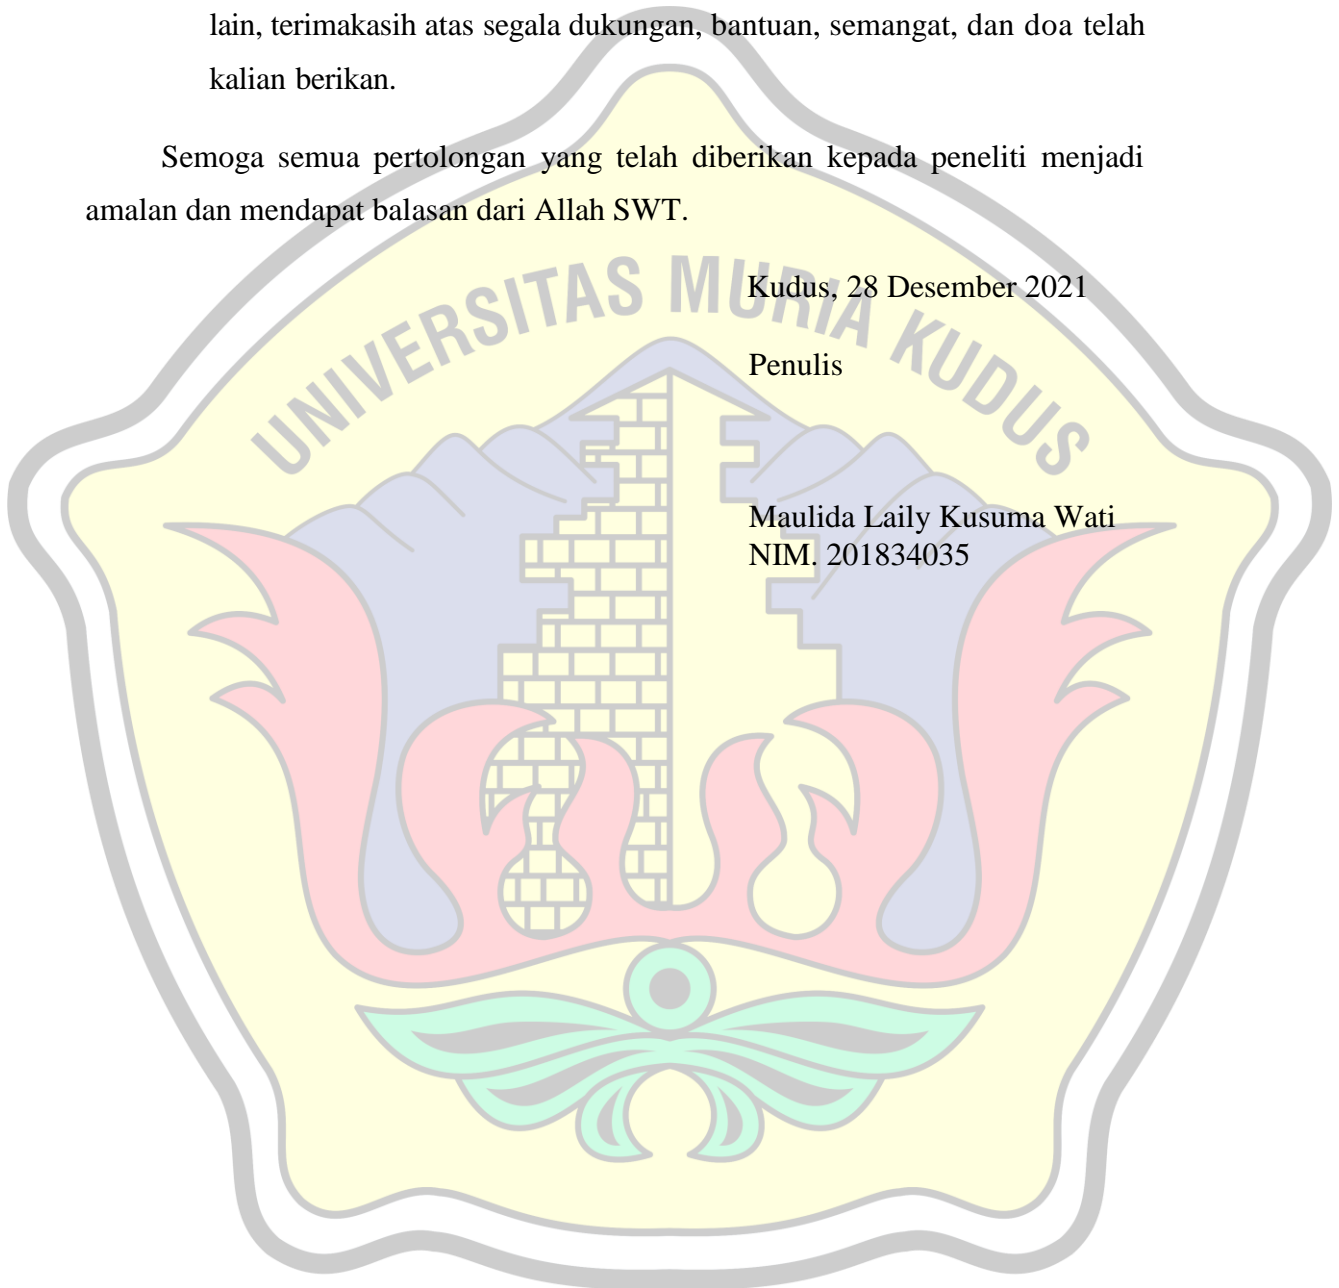 lain, terimakasih atas segala dukungan, bantuan, semangat, dan doa telah
kalian berikan.
Semoga semua pertolongan yang telah diberikan kepada peneliti menjadi
amalan dan mendapat balasan dari Allah SWT.
UNIVERSITAS MURIA KUDUS
Kudus, 28 Desember 2021
Penulis
Maulida Laily Kusuma Wati
NIM. 201834035